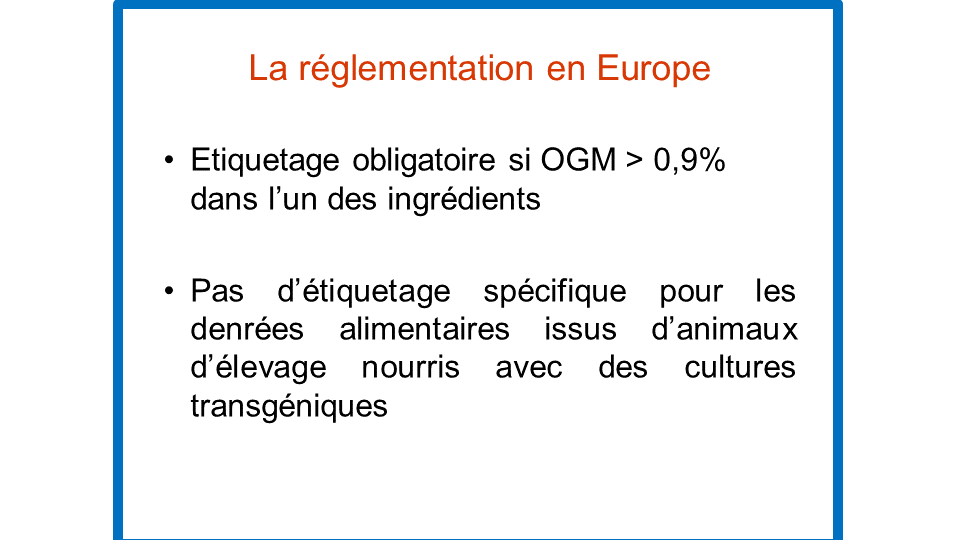 La réglementation en Europe
• Etiquetage obligatoire si OGM > 0,9%
dans l’un des ingrédients
• Pas d’étiquetage spécifique pour les
denrées alimentaires issus d’animaux
d’élevage nourris avec des cultures
transgéniques